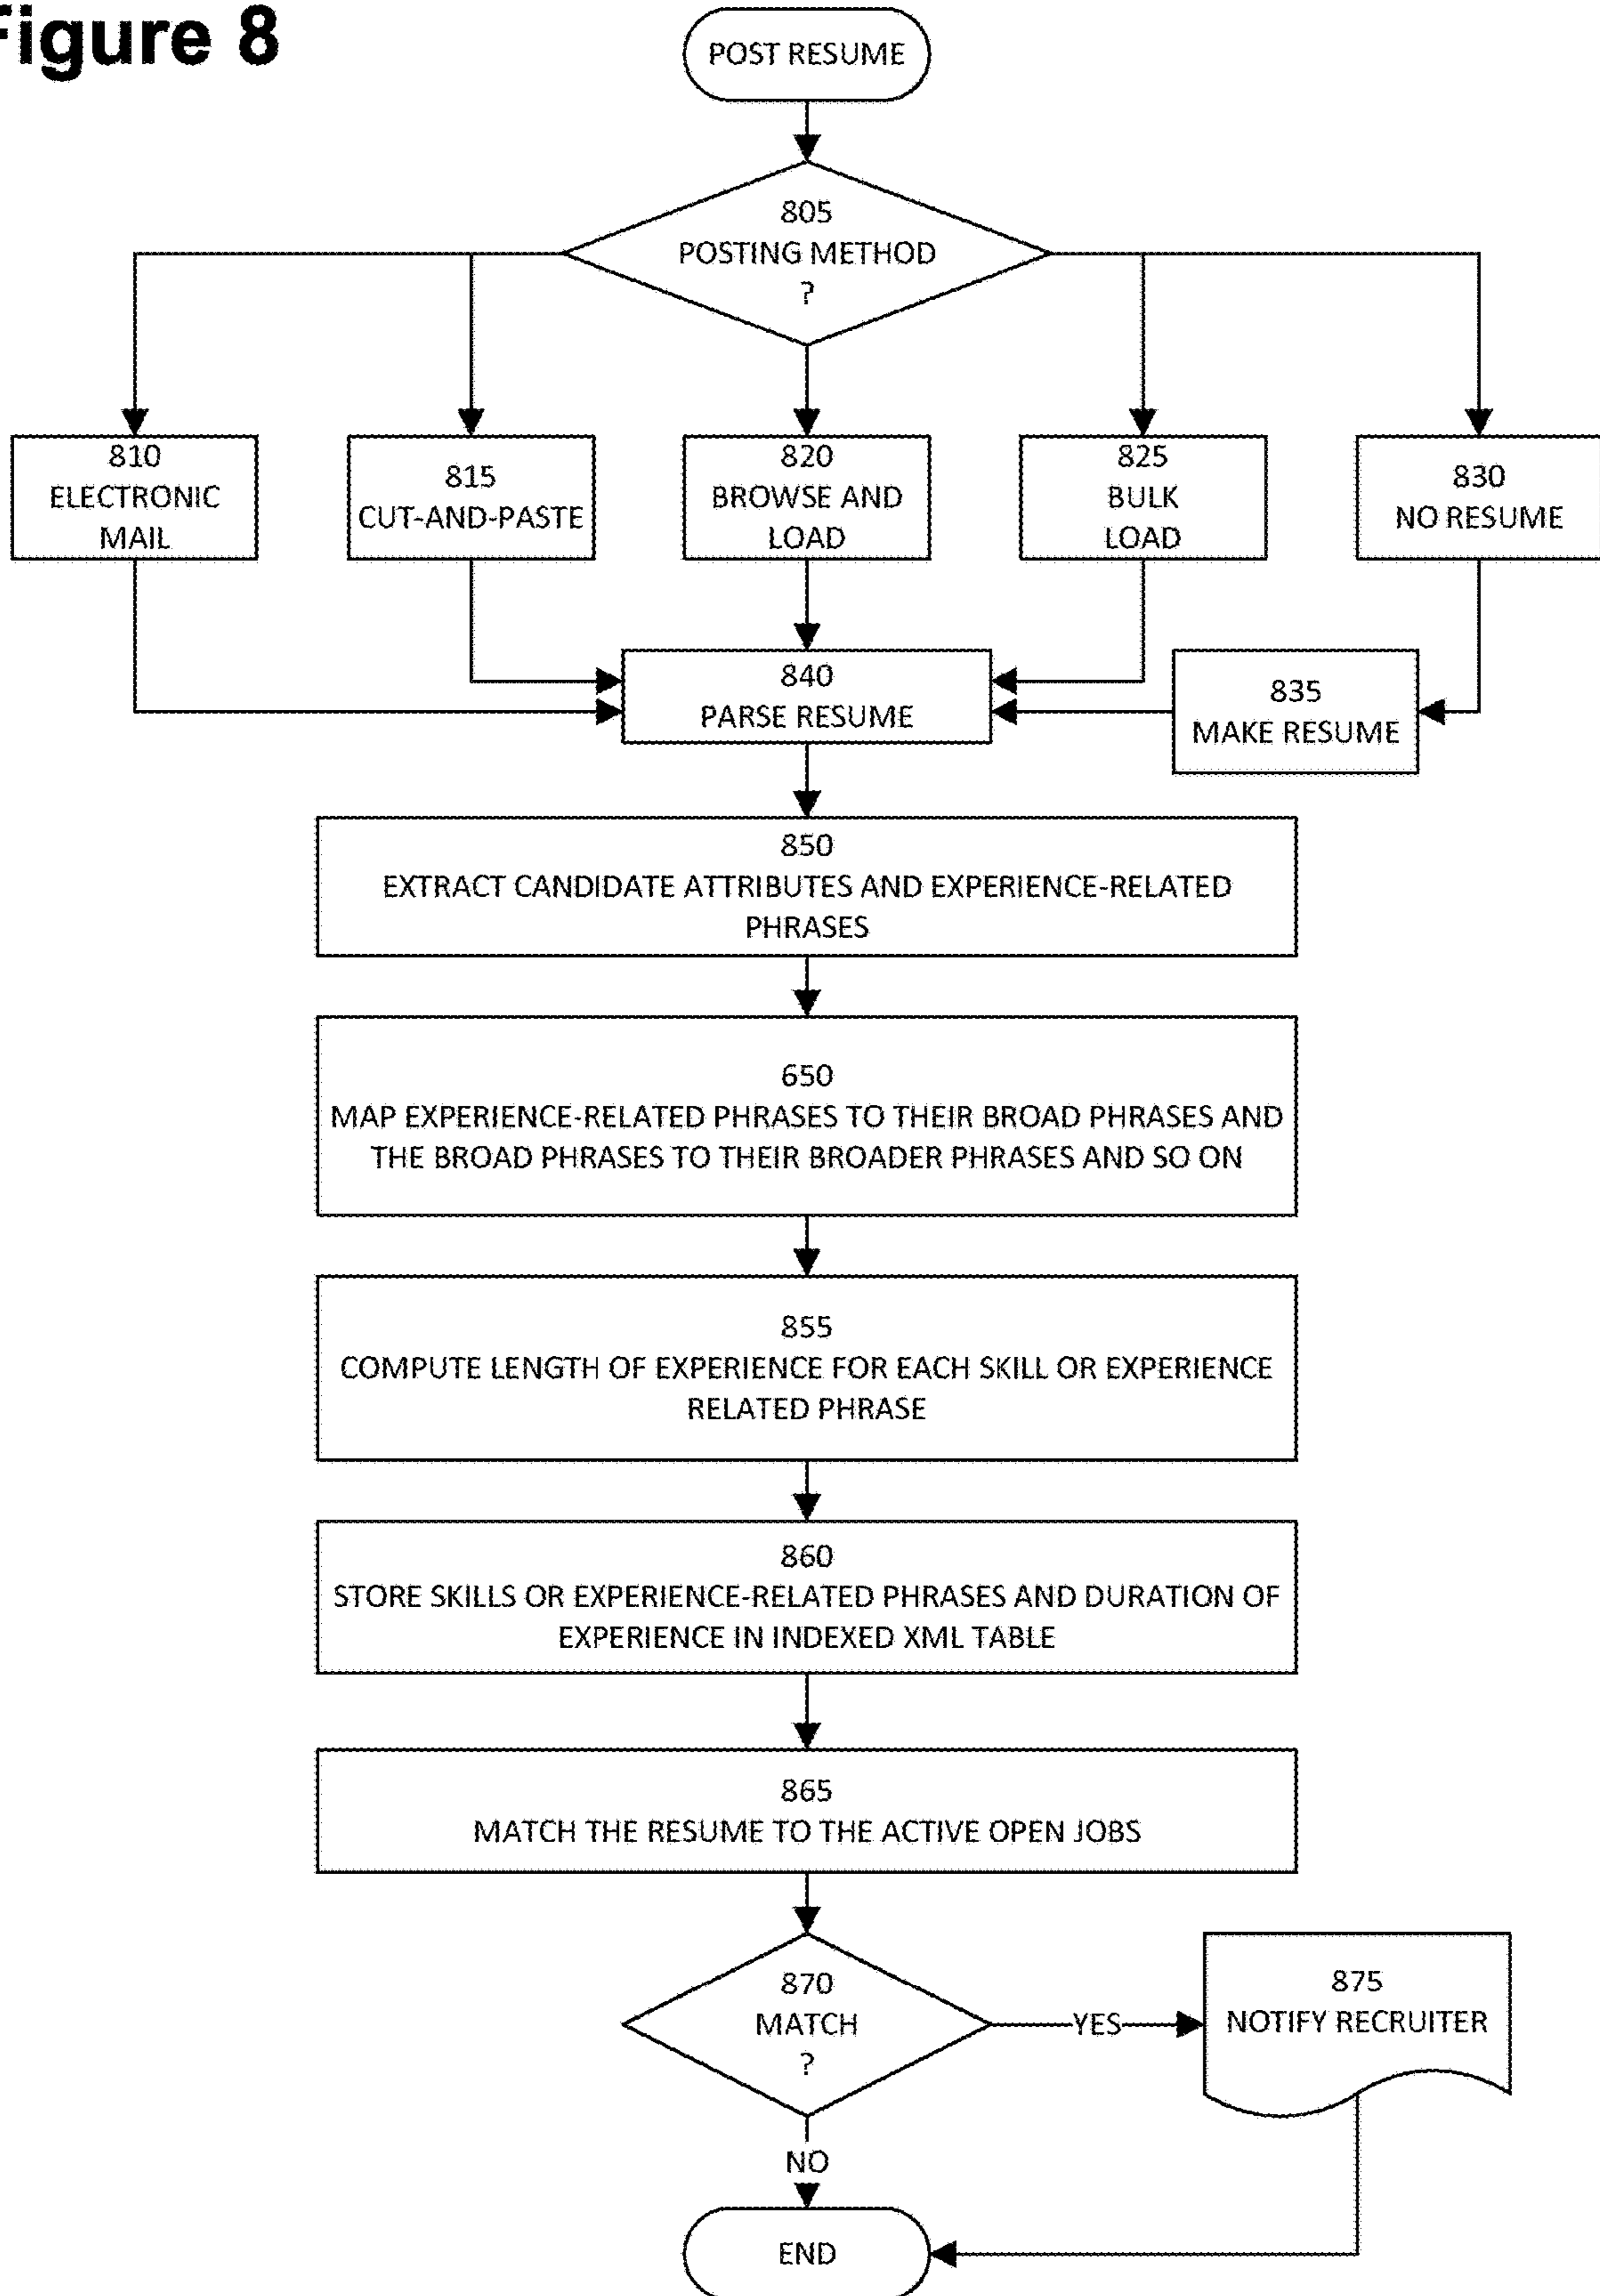 Figure 8
POST RESUME
805
POSTING METHOD
?
810
ELECTRONIC
MAIL
815
CUT-AND-PASTE
820
BROWSE AND
LOAD
825
BULK
LOAD
830
NO RESUME
840
PARSE RESUME
835
MAKE RESUME
850
EXTRACT CANDIDATE ATTRIBUTES AND EXPERIENCE-RELATED
PHRASES
650
MAP EXPERIENCE-RELATED PHRASES TO THEIR BROAD PHRASES AND
THE BROAD PHRASES TO THEIR BROADER PHRASES AND SO ON
855
COMPUTE LENGTH OF EXPERIENCE FOR EACH SKILL OR EXPERIENCE
RELATED PHRASE
860
STORE SKILLS OR EXPERIENCE-RELATED PHRASES AND DURATION OF
EXPERIENCE IN INDEXED XML TABLE
865
MATCH THE RESUME TO THE ACTIVE OPEN JOBS
870
MATCH
?
YES
875
NOTIFY RECRUITER
NO
END